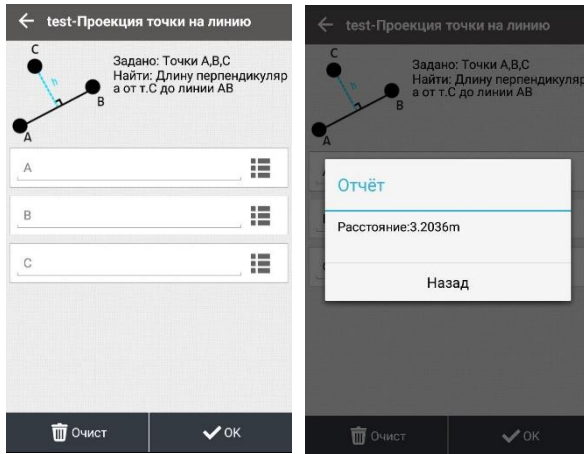 test-Проекция точки на линию
C
h
B
A
Задано: Точки A,B,C
Найти: Длину перпендикуляр
а от т.C до линии AB
A
B
C
Очист
OK
test-Проекция точки на линию
C
h
B
A
Задано: Точки A,B,C
Найти: Длину перпендикуляр
а от т.C до линии AB
Отчёт
Расстояние:3.2036m
Назад
Очист
OK